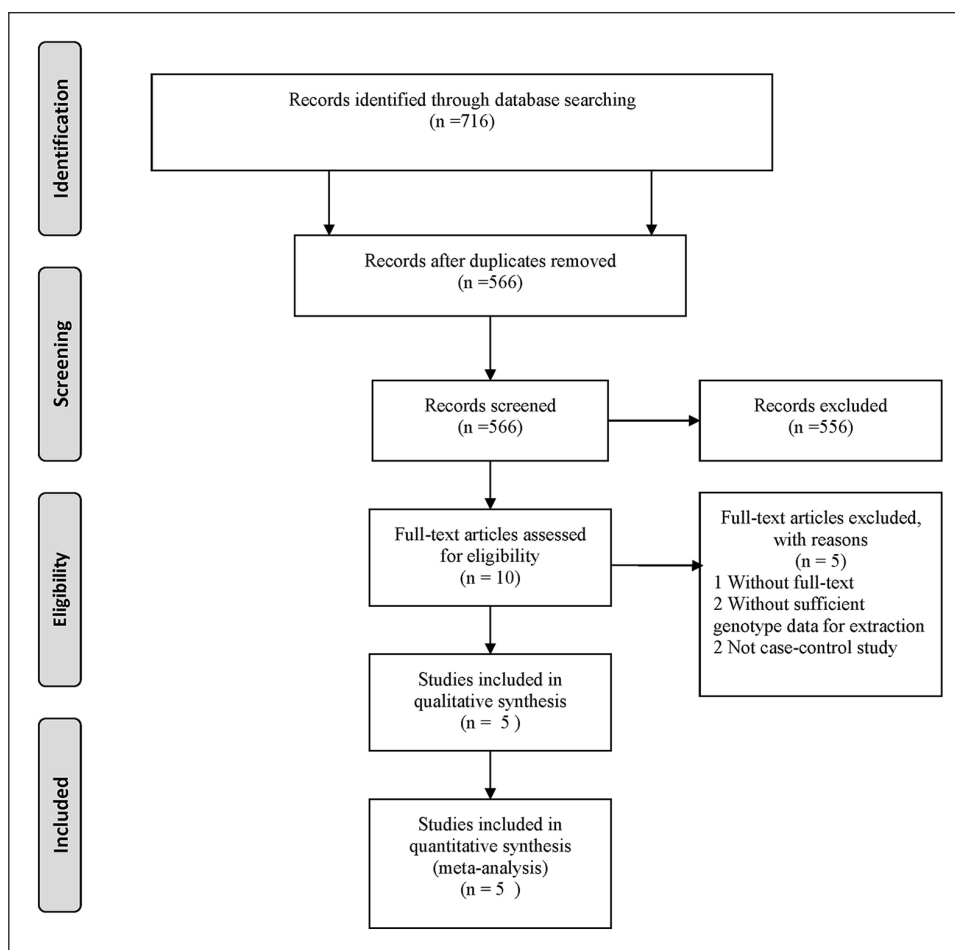 Identification
Records identified through database searching
(n =716)
Records after duplicates removed
(n =566)
Screening
Records screened
(n =566)
Records excluded
(n =556)
Eligibility
Full-text articles assessed
for eligibility
(n = 10)
Full-text articles excluded,
with reasons
(n = 5)
1 Without full-text
2 Without sufficient
genotype data for extraction
2 Not case-control study
Studies included in
qualitative synthesis
(n = 5 )
Included
Studies included in
quantitative synthesis
(meta-analysis)
(n = 5 )